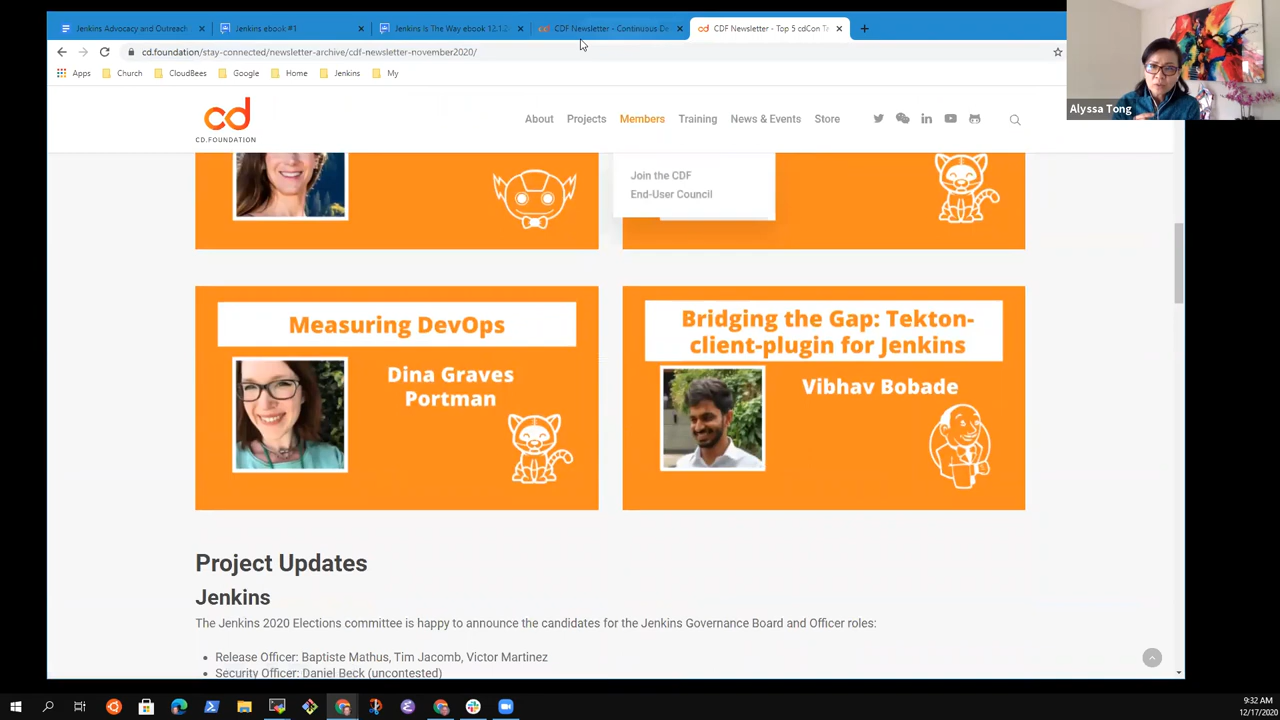 Jenkins Advocacy and Outreach
Jenkins ebook #1
Jenkins Is The Way ebook 12.1.2
CDF Newsletter - Continuous De
CDF Newsletter - Top 5 cdCon Tr
cd.foundation/stay-connected/newsletter-archive/cdf-newsletter-november2020/
Apps
Church
CloudBees
Google
Home
Jenkins
My
Alyssa Tong
cd
CD.FOUNDATION
About
Projects
Members
Training
News & Events
Store
Join the CDF
End-User Council
Measuring DevOps
Dina Graves
Portman
Bridging the Gap: Tekton-
client-plugin for Jenkins
Vibhav Bobade
Project Updates
Jenkins
The Jenkins 2020 Elections committee is happy to announce the candidates for the Jenkins Governance Board and Officer roles:
• Release Officer: Baptiste Mathus, Tim Jacomb, Victor Martinez
• Security Officer: Daniel Beck (uncontested)
9:32 AM
12/17/2020